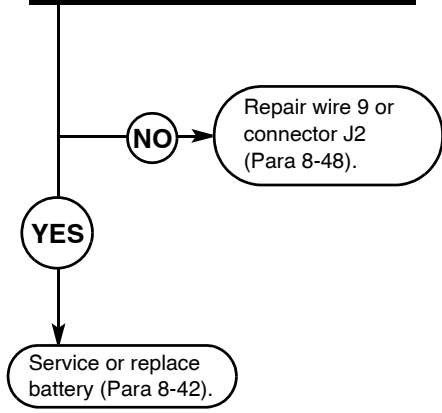 NO
Repair wire 9 or
connector J2
(Para 8-48).
YES
Service or replace
battery (Para 8-42).